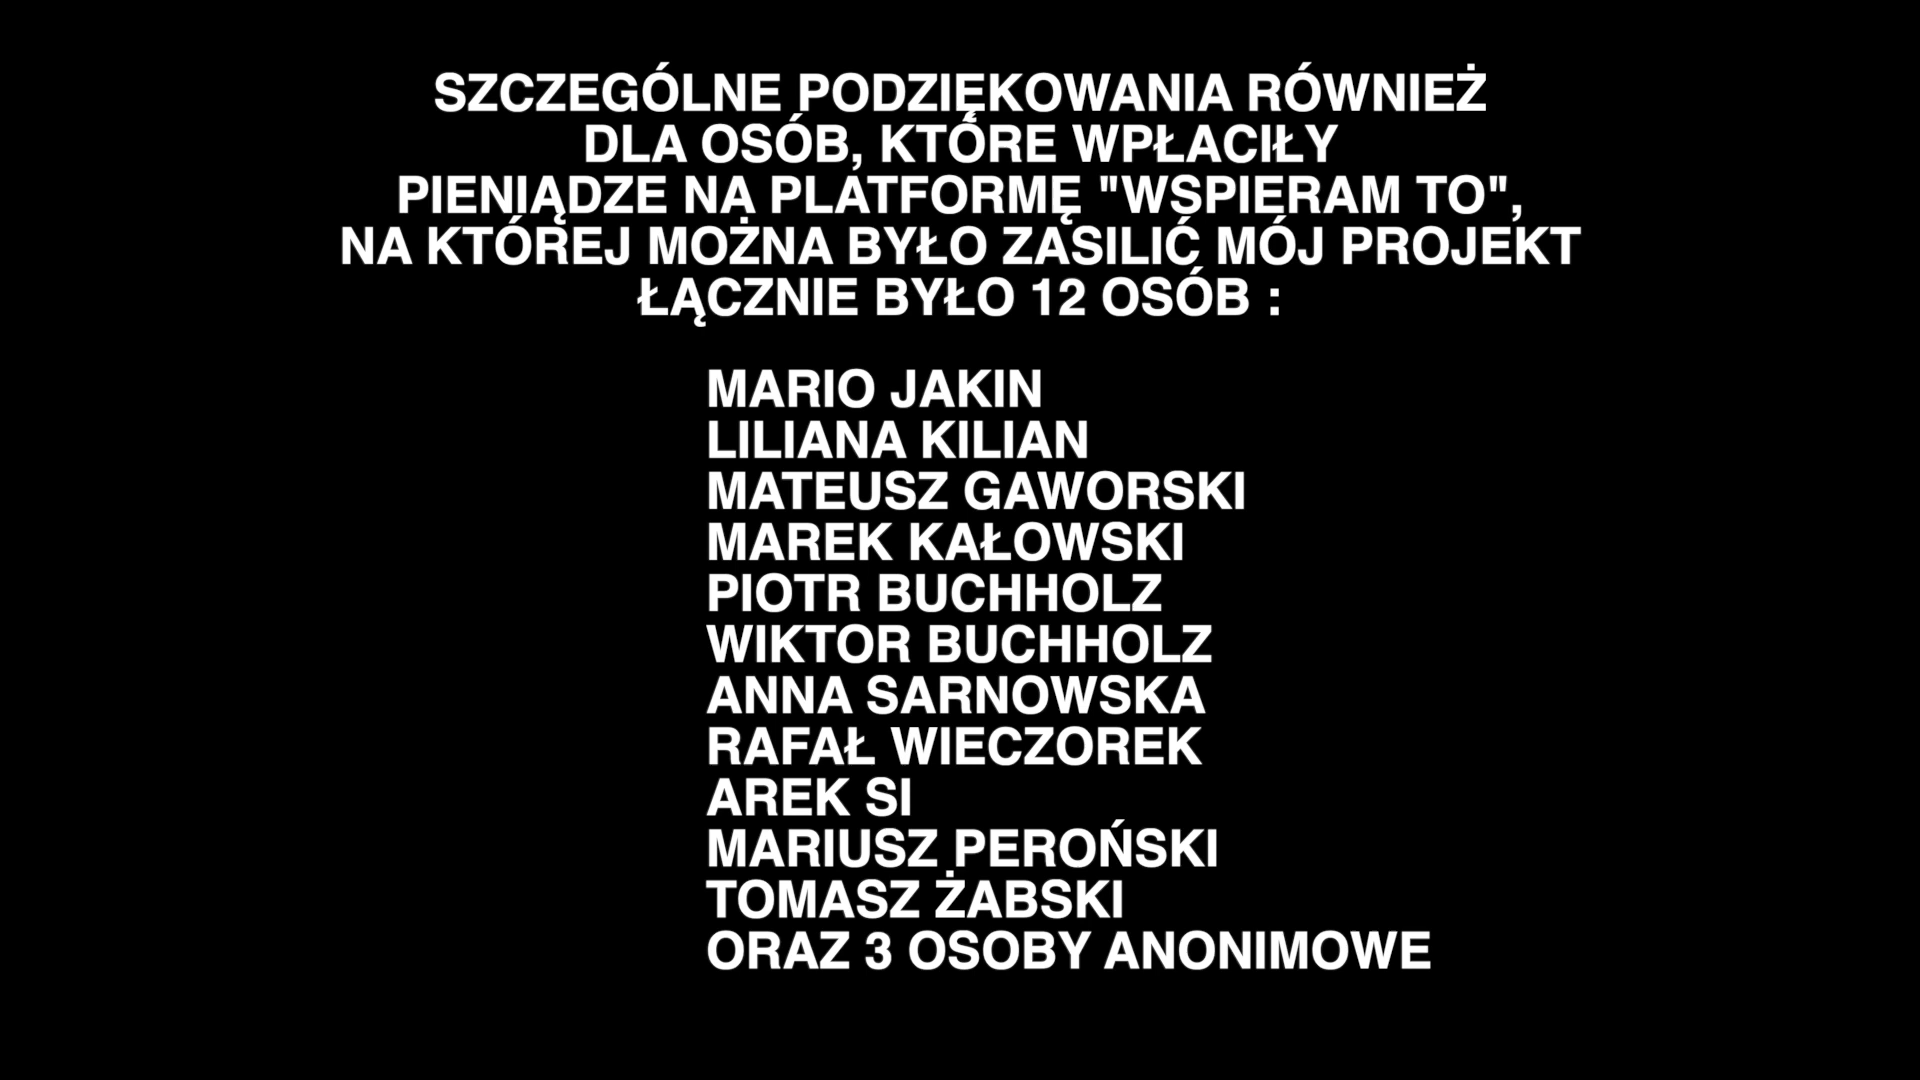 SZCZEGÓLNE PODZIĘKOWANIA RÓWNIEŻ
DLA OSÓB, KTÓRE WPŁACIŁY
PIENIĄDZE NA PLATFORMĘ "WSPIERAM TO",
NA KTÓREJ MOŻNA BYŁO ZASILIĆ MÓJ PROJEKT
ŁĄCZNIE BYŁO 12 OSÓB :
MARIO JAKIN
LILIANA KILIAN
MATEUSZ GAWORSKI
MAREK KAŁOWSKI
PIOTR BUCHHOLZ
WIKTOR BUCHHOLZ
ANNA SARNOWSKA
RAFAŁ WIECZOREK
AREK SI
MARIUSZ PEROŃSKI
TOMASZ ŻABSKI
ORAZ 3 OSOBY ANONIMOWE